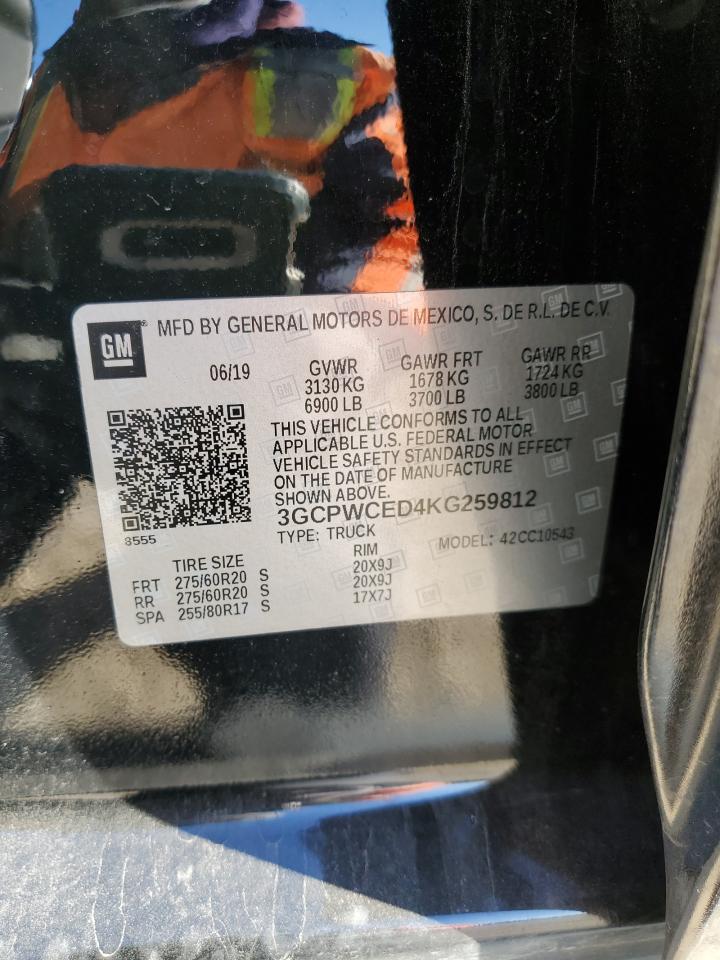 GM ® MFD BY GENERAL MOTORS DE MEXICO, S. DE R.L. DE C.V.
06/19 GVWR GAWR FRT GAWR RR
3130 KG 1678 KG 1724 KG
6900 LB 3700 LB 3800 LB
THIS VEHICLE CONFORMS TO ALL
APPLICABLE U.S. FEDERAL MOTOR
VEHICLE SAFETY STANDARDS IN EFFECT
ON THE DATE OF MANUFACTURE
SHOWN ABOVE.
3GCPWCED4KG259812
8555 TYPE: TRUCK MODEL: 42CC10543
TIRE SIZE RIM
FRT 275/60R20 S 20X9J
RR 275/60R20 S 20X9J
SPA 255/80R17 S 17X7J